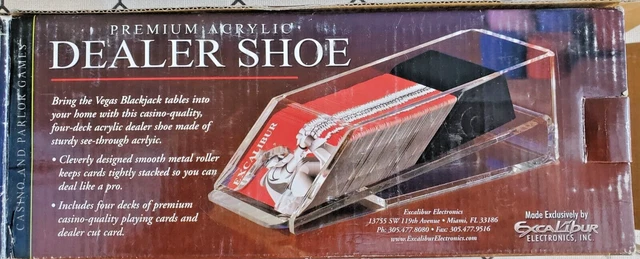 CASINO AND PARLOR GAMES
PREMIUM ACRYLIC
DEALER SHOE
Bring the Vegas Blackjack tables into
your home with this casino-quality,
four-deck acrylic dealer shoe made of
sturdy see-through acrlyic.
• Cleverly designed smooth metal roller
keeps cards tightly stacked so you can
deal like a pro.
• Includes four decks of premium
casino-quality playing cards and
dealer cut card.
EXCALIBUR
Excalibur Electronics
13755 SW 119th Avenue • Miami, FL 33186
Ph: 305.477.8080 • Fax: 305.477.9516
www.ExcaliburElectronics.com
Made Exclusively by
EXCALIBUR
ELECTRONICS, INC.